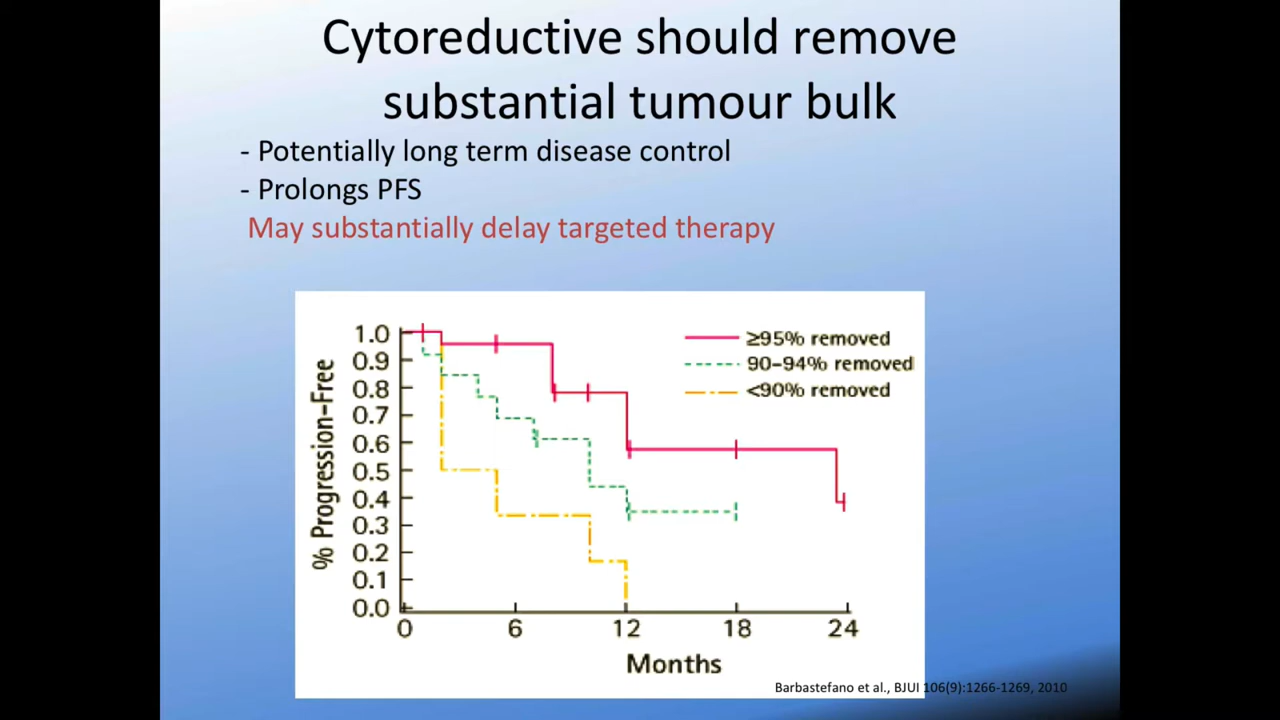 Cytoreductive should remove
substantial tumour bulk
- Potentially long term disease control
- Prolongs PFS
May substantially delay targeted therapy
% Progression-Free
1.0
0.9
0.8
0.7
0.6
0.5
0.4
0.3
0.2
0.1
0.0
≥95% removed
90–94% removed
<90% removed
0 6 12 18 24
Months
Barbastefano et al., BJUI 106(9):1266-1269, 2010